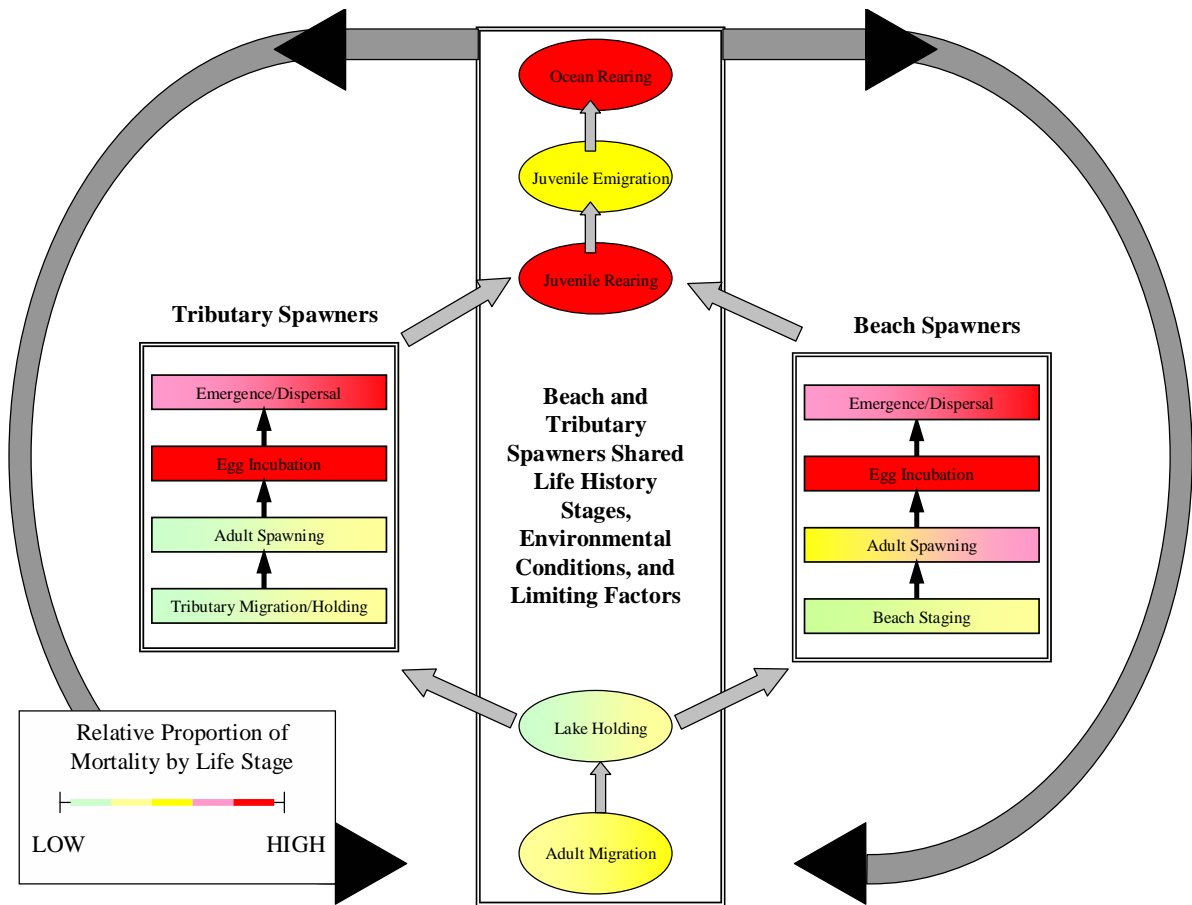 Ocean Rearing
Juvenile Emigration
Juvenile Rearing
Tributary Spawners
Emergence/Dispersal
Egg Incubation
Adult Spawning
Tributary Migration/Holding
Beach and
Tributary
Spawners Shared
Life History
Stages,
Environmental
Conditions, and
Limiting Factors
Beach Spawners
Emergence/Dispersal
Egg Incubation
Adult Spawning
Beach Staging
Lake Holding
Adult Migration
Relative Proportion of
Mortality by Life Stage
LOW HIGH